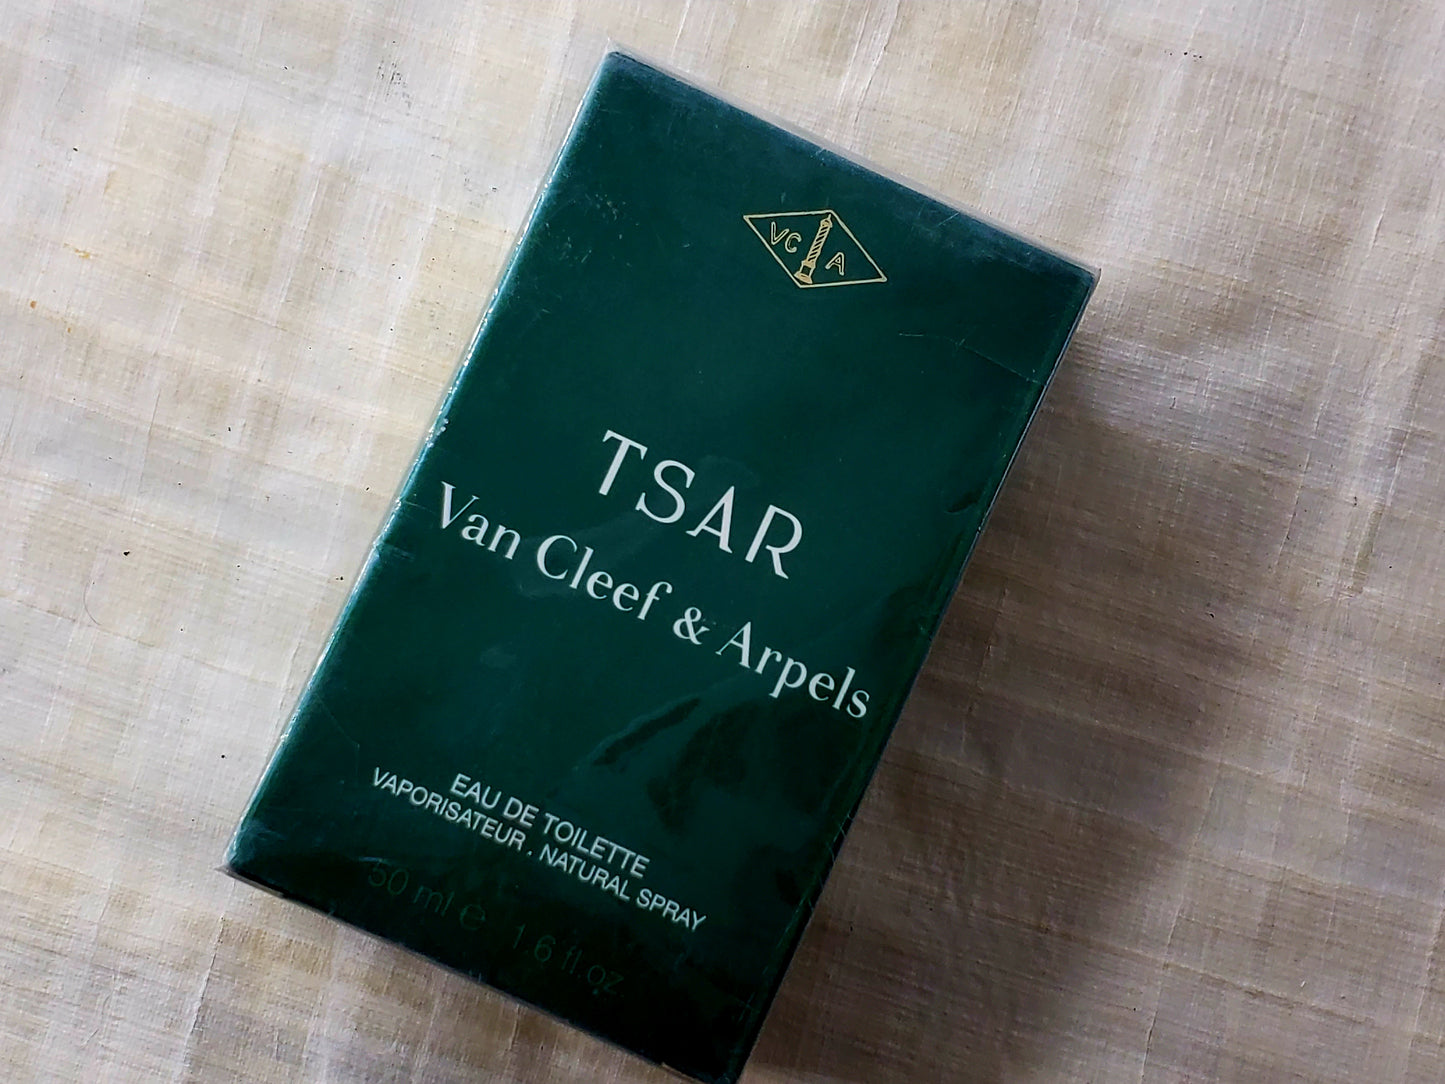 VC A
TSAR
Van Cleef & Arpels
EAU DE TOILETTE
VAPORISATEUR . NATURAL SPRAY
50 ml e 1.6 fl.oz